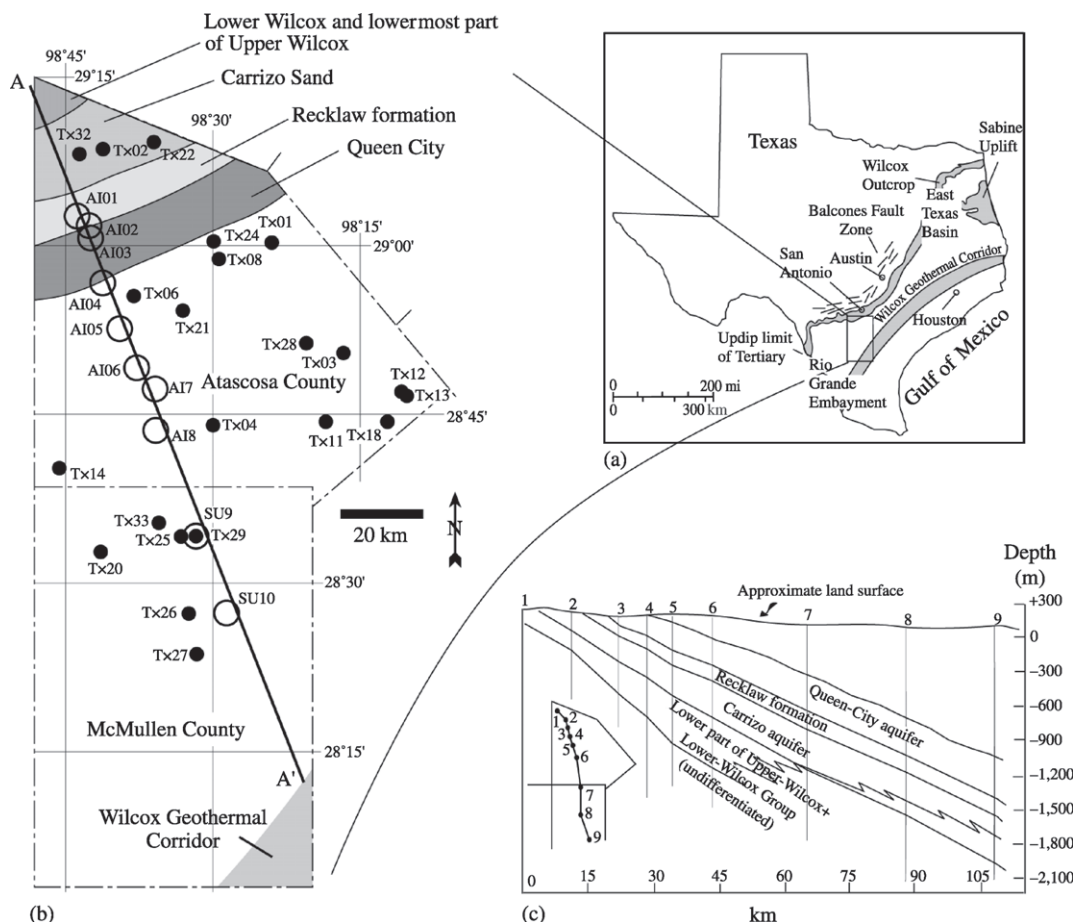 Lower Wilcox and lowermost part
of Upper Wilcox
98°45'
29°15'
Carrizo Sand
A
Recklaw formation
98°30'
Queen City
T×32
T×02
T×22
AI01
AI02
AI03
T×01
T×24
98°15'
29°00'
T×08
AI04
T×06
T×21
AI05
T×28
T×03
AI06
AI7
Atascosa County
T×12
T×13
28°45'
AI8
T×04
T×11
T×18
T×14
SU9
T×33
T×25
T×29
T×20
20 km
N
28°30'
SU10
T×26
T×27
McMullen County
28°15'
A'
Wilcox Geothermal
Corridor
(b)
Texas
Sabine
Uplift
Wilcox
Outcrop
East
Texas
Basin
Balcones Fault
Zone
Austin
San
Antonio
Wilcox Geothermal Corridor
Houston
Updip limit
of Tertiary
Rio
Grande
Embayment
Gulf of Mexico
0 200 mi
0 300 km
(a)
Depth
(m)
Approximate land surface
1 2 3 4 5 6 7 8 9
+300
0
–300
–600
–900
–1,200
–1,500
–1,800
–2,100
Queen-City aquifer
Recklaw formation
Carrizo aquifer
Lower part of Upper-Wilcox+
Lower-Wilcox Group
(undifferentiated)
1
2
3
4
5
6
7
8
9
0 15 30 45 60 75 90 105
(c)
km